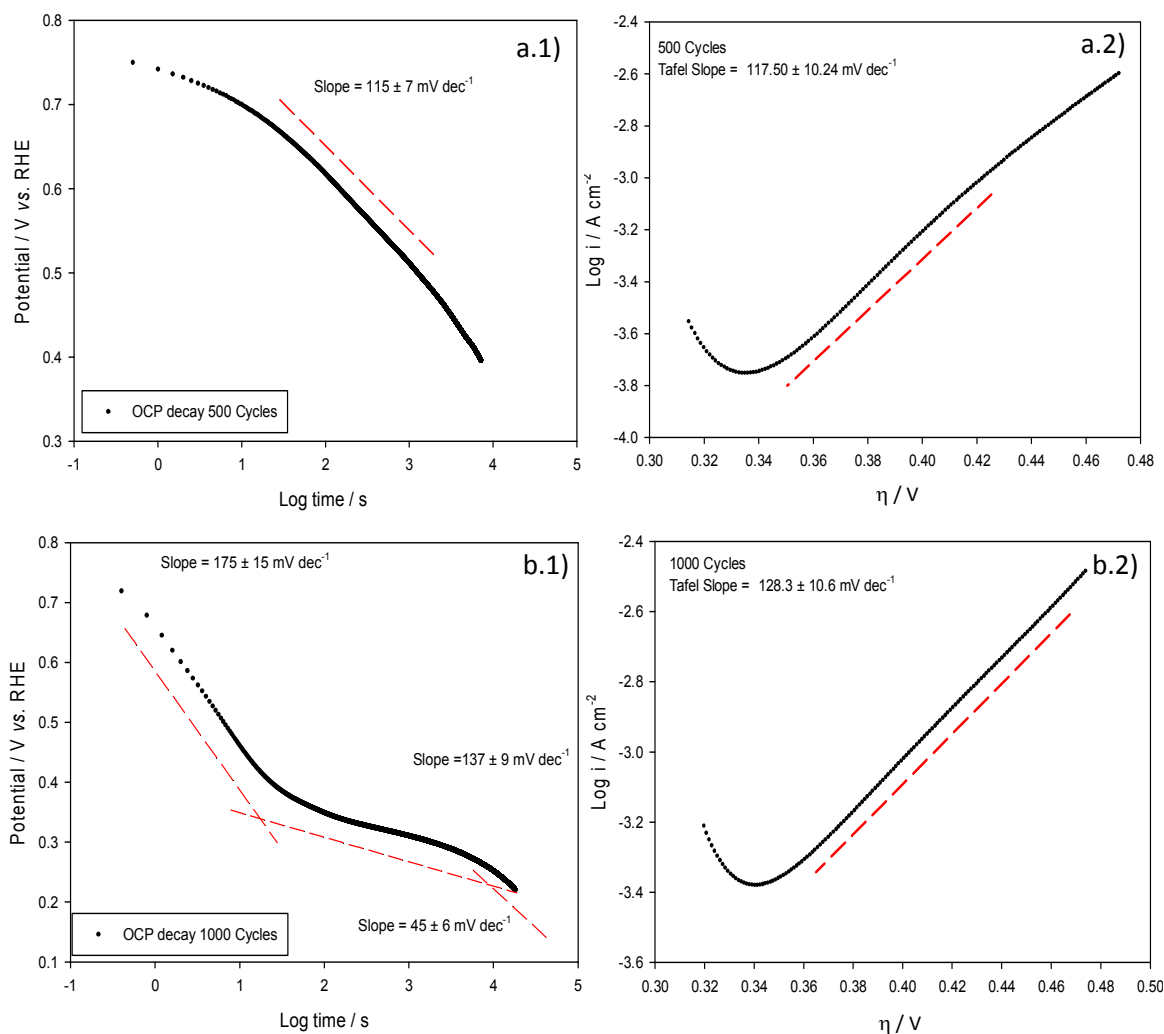 a.1)
Slope = 115 ± 7 mV dec-1
0.8
0.7
0.6
0.5
0.4
0.3
Potential / V vs. RHE
OCP decay 500 Cycles
-1 0 1 2 3 4 5
Log time / s
a.2)
500 Cycles
Tafel Slope = 117.50 ± 10.24 mV dec-1
-2.4
-2.6
-2.8
-3.0
-3.2
-3.4
-3.6
-3.8
-4.0
Log i / A cm-2
0.30 0.32 0.34 0.36 0.38 0.40 0.42 0.44 0.46 0.48
η / V
b.1)
Slope = 175 ± 15 mV dec-1
Slope =137 ± 9 mV dec-1
Slope = 45 ± 6 mV dec-1
0.8
0.7
0.6
0.5
0.4
0.3
0.2
0.1
Potential / V vs. RHE
OCP decay 1000 Cycles
-1 0 1 2 3 4 5
Log time / s
b.2)
1000 Cycles
Tafel Slope = 128.3 ± 10.6 mV dec-1
-2.4
-2.6
-2.8
-3.0
-3.2
-3.4
-3.6
Log i / A cm-2
0.30 0.32 0.34 0.36 0.38 0.40 0.42 0.44 0.46 0.48 0.50
η / V